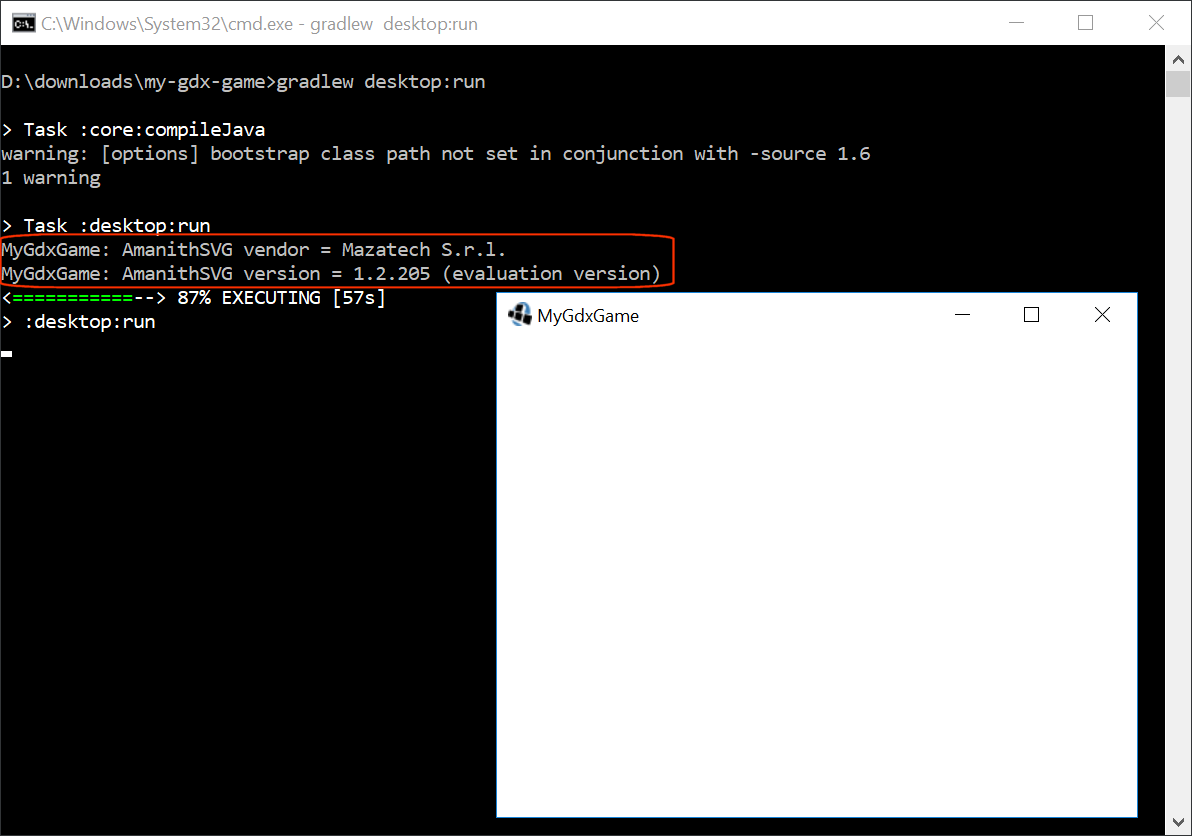 C:\Windows\System32\cmd.exe - gradlew  desktop:run
D:\downloads\my-gdx-game>gradlew desktop:run
> Task :core:compileJava
warning: [options] bootstrap class path not set in conjunction with -source 1.6
1 warning
> Task :desktop:run
MyGdxGame: AmanithSVG vendor = Mazatech S.r.l.
MyGdxGame: AmanithSVG version = 1.2.205 (evaluation version)
<===========--> 87% EXECUTING [57s]
> :desktop:run
MyGdxGame